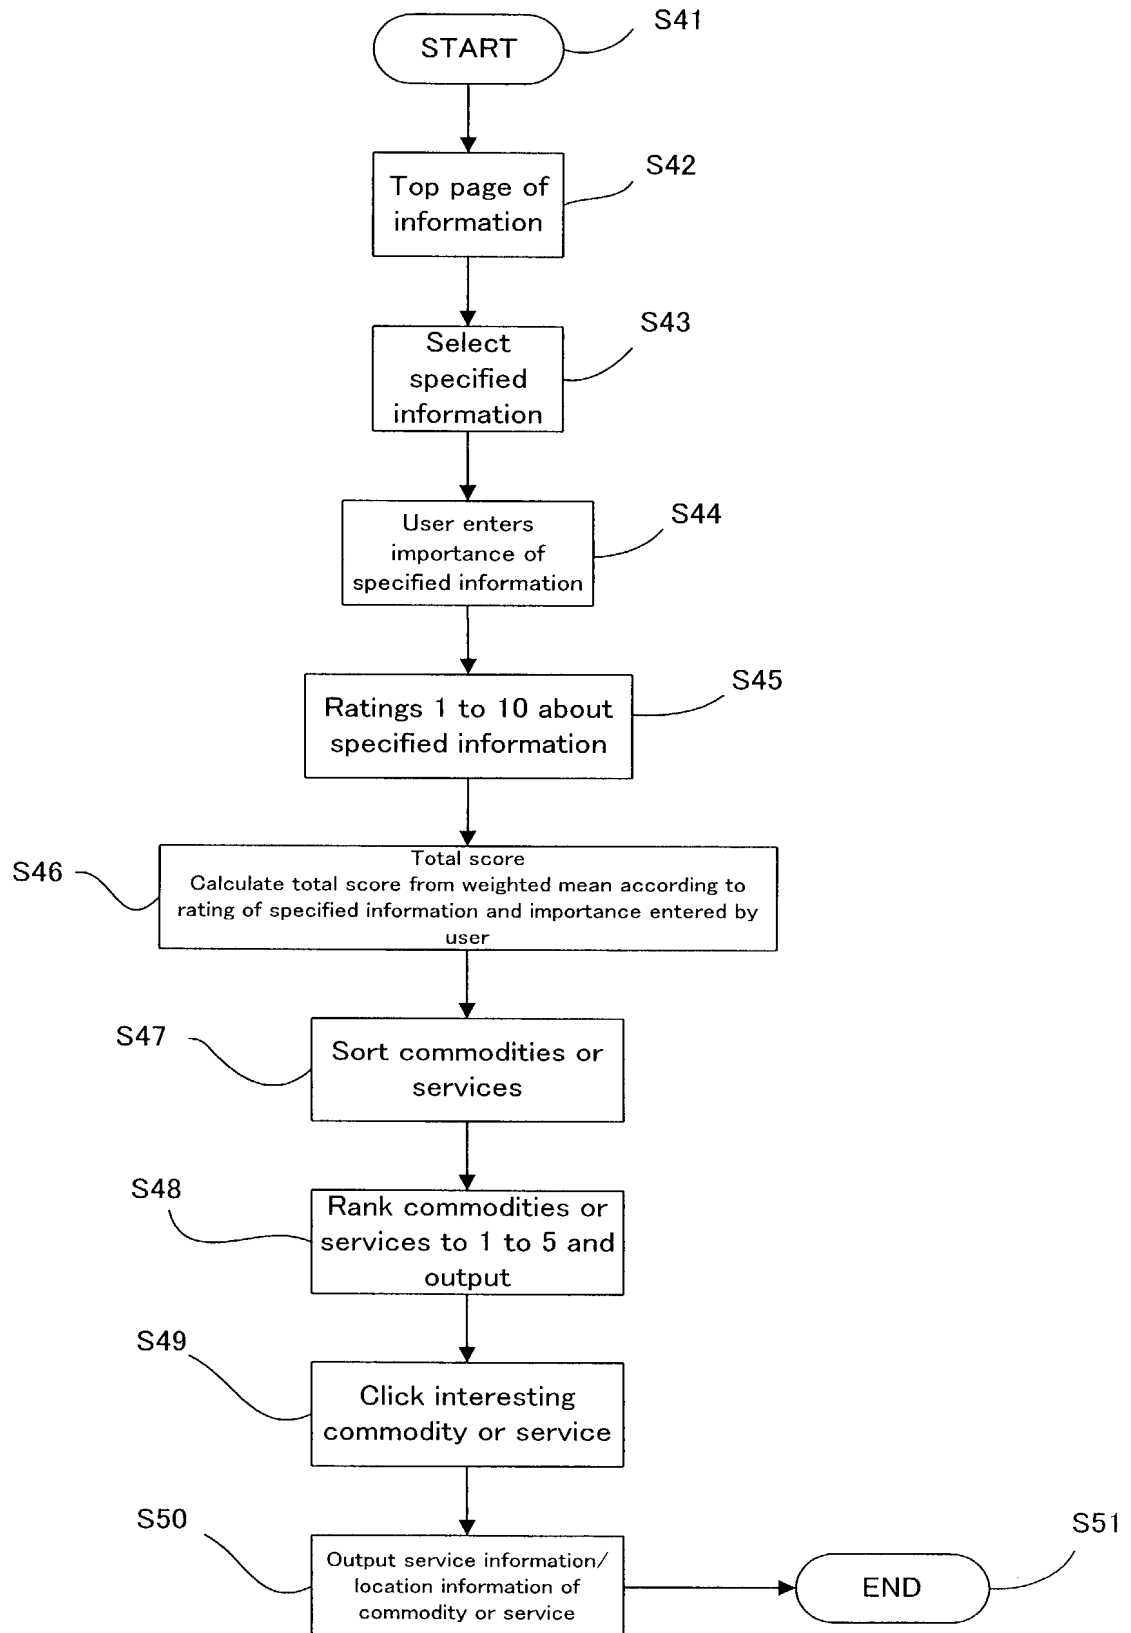 START
S41
Top page of
information
S42
Select
specified
information
S43
User enters
importance of
specified information
S44
Ratings 1 to 10 about
specified information
S45
S46
Total score
Calculate total score from weighted mean according to
rating of specified information and importance entered by
user
S47
Sort commodities or
services
S48
Rank commodities or
services to 1 to 5 and
output
S49
Click interesting
commodity or service
S50
Output service information/
location information of
commodity or service
END
S51